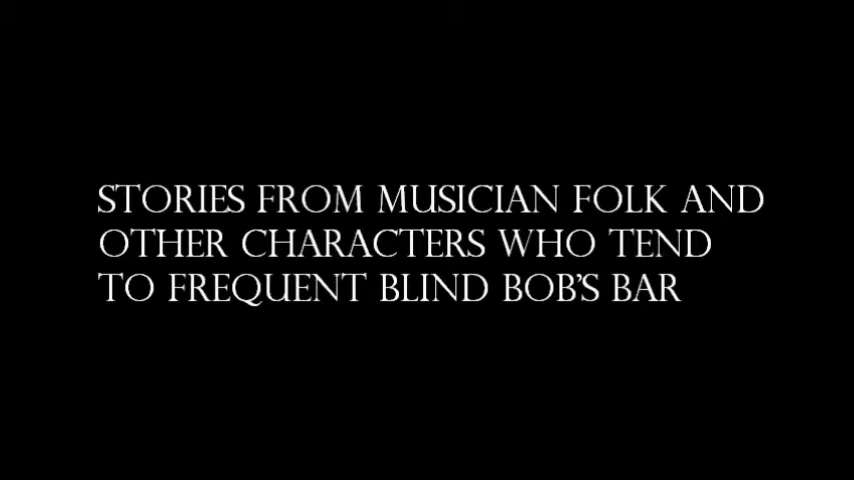 STORIES FROM MUSICIAN FOLK AND
OTHER CHARACTERS WHO TEND
TO FREQUENT BLIND BOB'S BAR